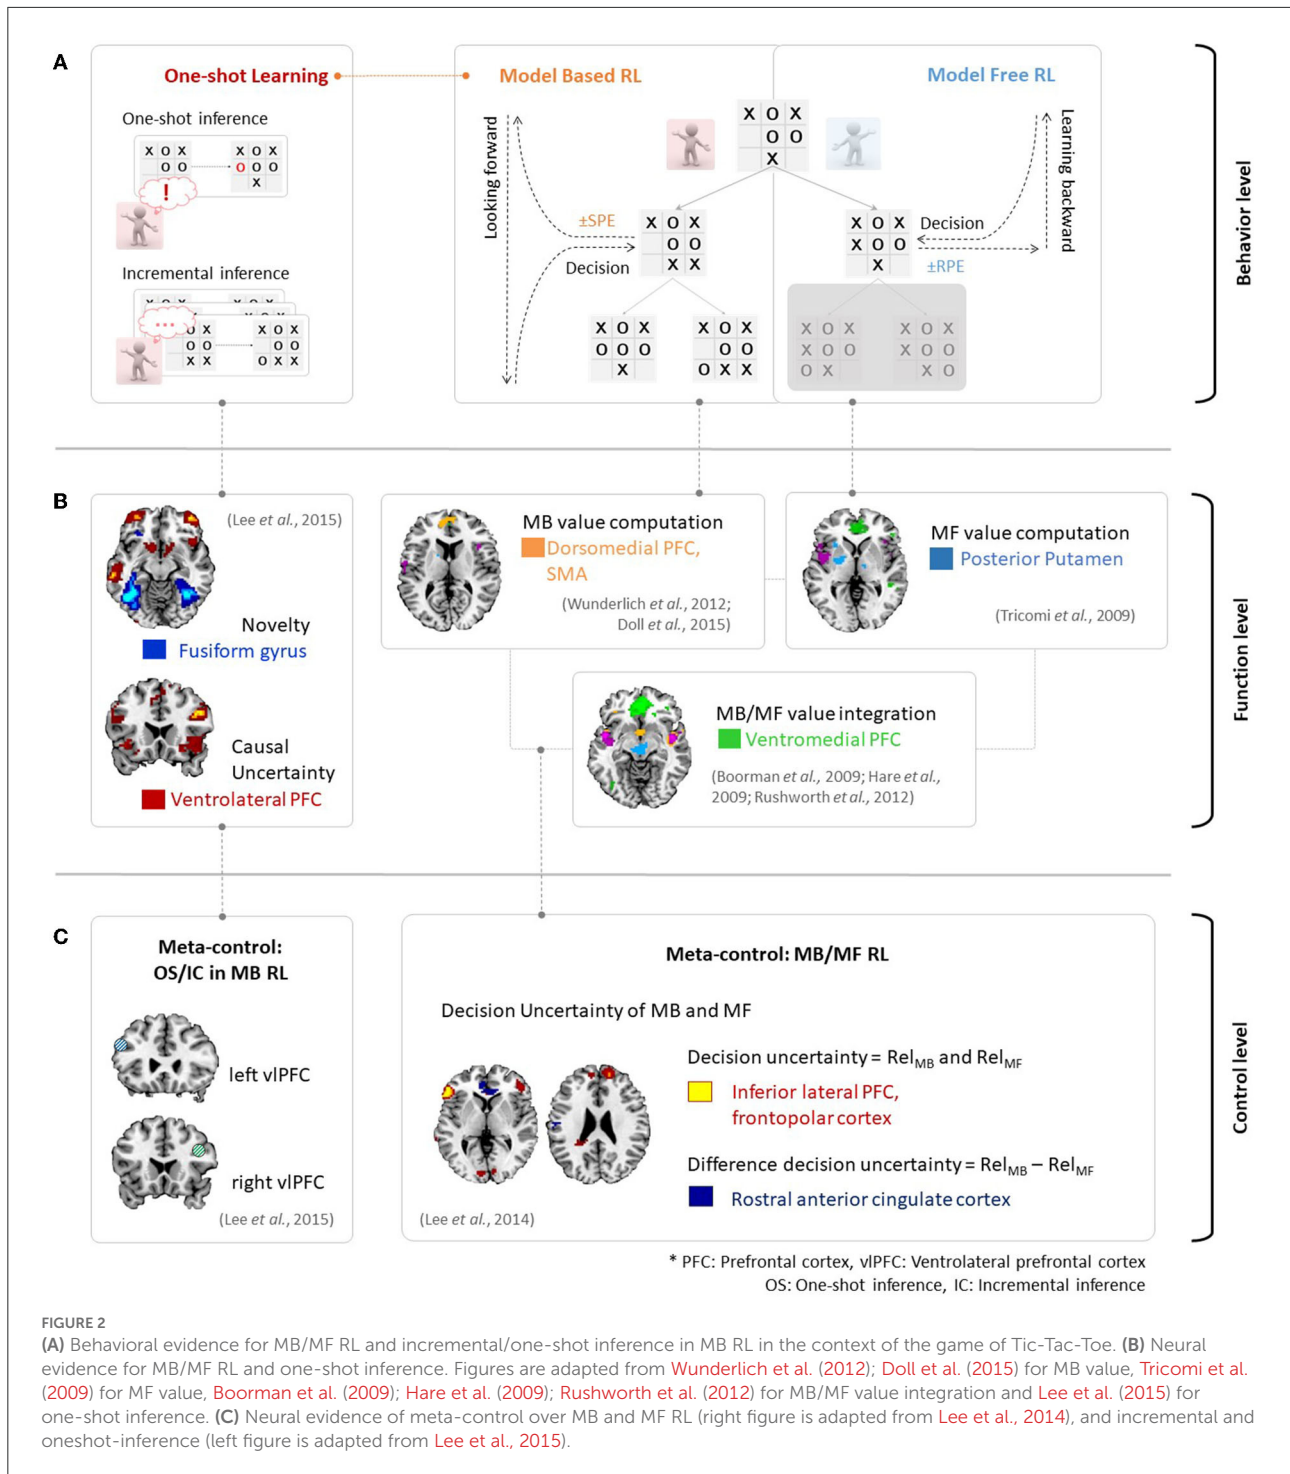 A
One-shot Learning
One-shot inference
X O X
O O
X O X
O O O
X
!
Incremental inference
X O X
X O X
...
O X
O O
X X
X O X
O O
O X X
Model Based RL
Model Free RL
Looking forward
Learning backward
X O X
O O
X
±SPE
Decision
X O X
O O
X X
X O X
O O O
X
X O X
O O
O X X
Decision
±RPE
X O X
X O O
X
X O X
X O O
O X
X O X
X O O
X O
Behavior level
B
(Lee et al., 2015)
Novelty
Fusiform gyrus
Causal
Uncertainty
Ventrolateral PFC
MB value computation
Dorsomedial PFC,
SMA
(Wunderlich et al., 2012;
Doll et al., 2015)
MF value computation
Posterior Putamen
(Tricomi et al., 2009)
MB/MF value integration
Ventromedial PFC
(Boorman et al., 2009; Hare et al.,
2009; Rushworth et al., 2012)
Function level
C
Meta-control:
OS/IC in MB RL
left vlPFC
right vlPFC
(Lee et al., 2015)
Meta-control: MB/MF RL
Decision Uncertainty of MB and MF
(Lee et al., 2014)
Decision uncertainty = RelMB and RelMF
Inferior lateral PFC,
frontopolar cortex
Difference decision uncertainty = RelMB – RelMF
Rostral anterior cingulate cortex
Control level
* PFC: Prefrontal cortex, vlPFC: Ventrolateral prefrontal cortex
OS: One-shot inference, IC: Incremental inference
FIGURE 2
(A) Behavioral evidence for MB/MF RL and incremental/one-shot inference in MB RL in the context of the game of Tic-Tac-Toe. (B) Neural
evidence for MB/MF RL and one-shot inference. Figures are adapted from Wunderlich et al. (2012); Doll et al. (2015) for MB value, Tricomi et al.
(2009) for MF value, Boorman et al. (2009); Hare et al. (2009); Rushworth et al. (2012) for MB/MF value integration and Lee et al. (2015) for
one-shot inference. (C) Neural evidence of meta-control over MB and MF RL (right figure is adapted from Lee et al., 2014), and incremental and
oneshot-inference (left figure is adapted from Lee et al., 2015).